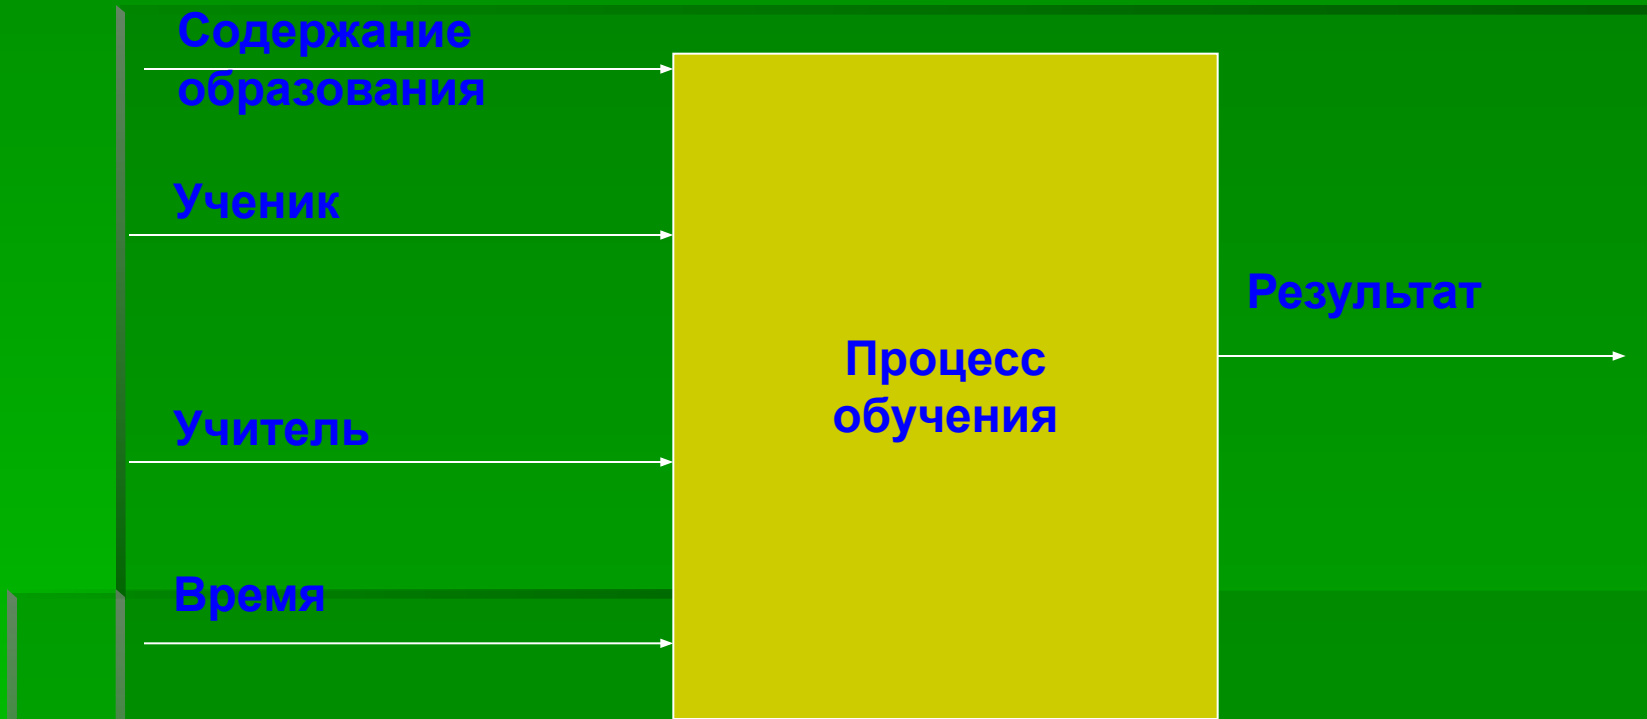 Содержание
образования
Ученик
Учитель
Время
Процесс
обучения
Результат